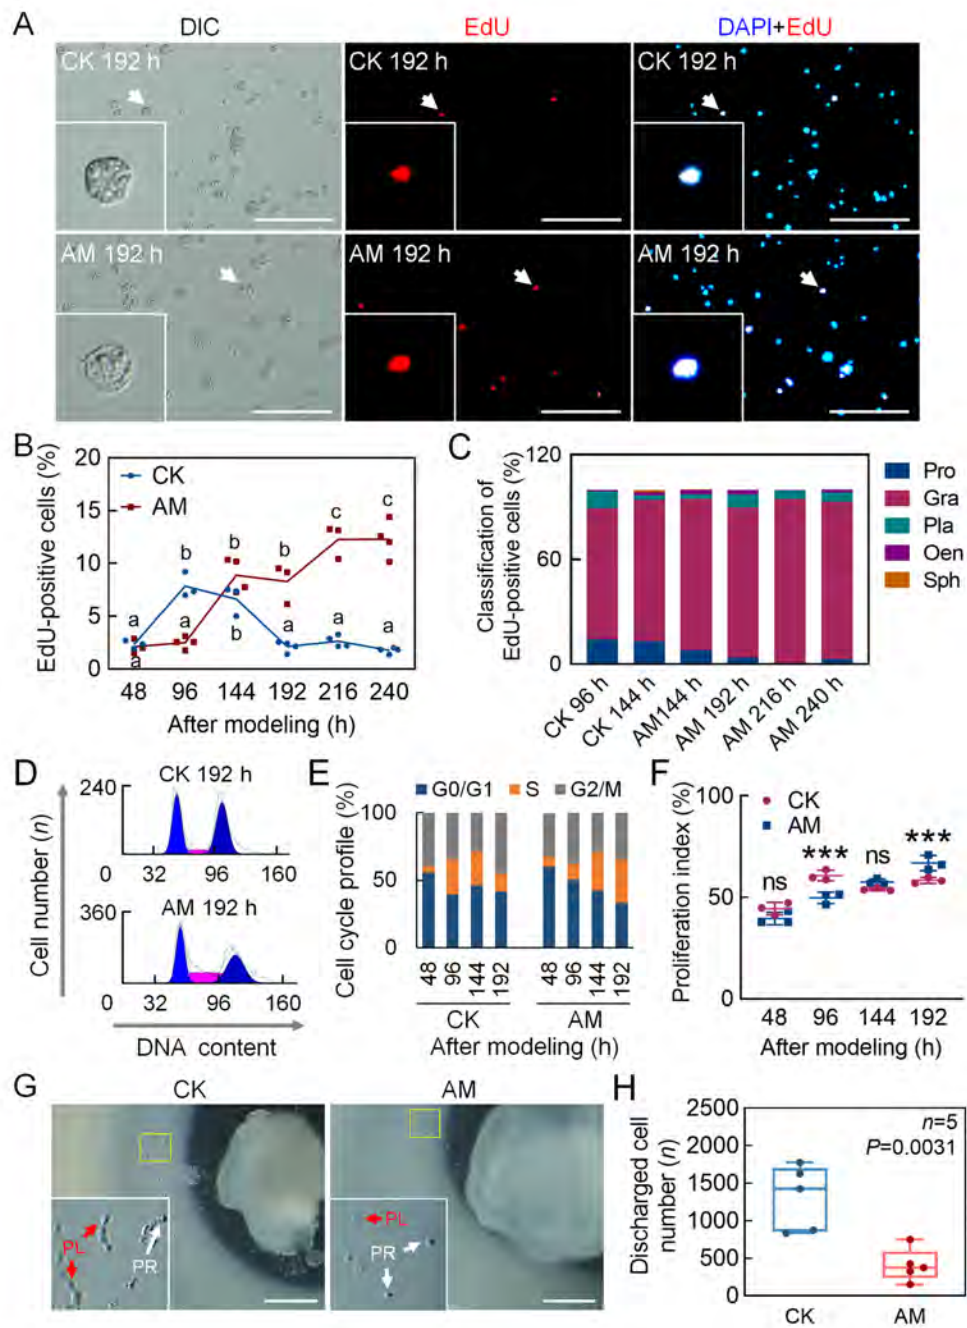 A
DIC
EdU
DAPI+EdU
CK 192 h
CK 192 h
CK 192 h
AM 192 h
AM 192 h
AM 192 h
B
EdU-positive cells (%)
20
15
10
5
0
CK
AM
a
a
b
a
b
b
b
a
c
a
c
a
48 96 144 192 216 240
After modeling (h)
C
Classification of
EdU-positive cells (%)
120
60
0
Pro
Gra
Pla
Oen
Sph
CK 96 h
CK 144 h
AM144 h
AM 192 h
AM 216 h
AM 240 h
D
Cell number (n)
CK 192 h
240
0 32 96 160
AM 192 h
360
0 32 96 160
DNA content
E
G0/G1 S G2/M
Cell cycle profile (%)
100
50
0
48 96 144 192 48 96 144 192
CK AM
After modeling (h)
F
Proliferation index (%)
100
50
0
CK
AM
ns *** ns ***
48 96 144 192
After modeling (h)
G
CK
AM
PL
PR
PL
PR
H
Discharged cell
number (n)
2500
2000
1500
1000
500
0
n=5
P=0.0031
CK AM